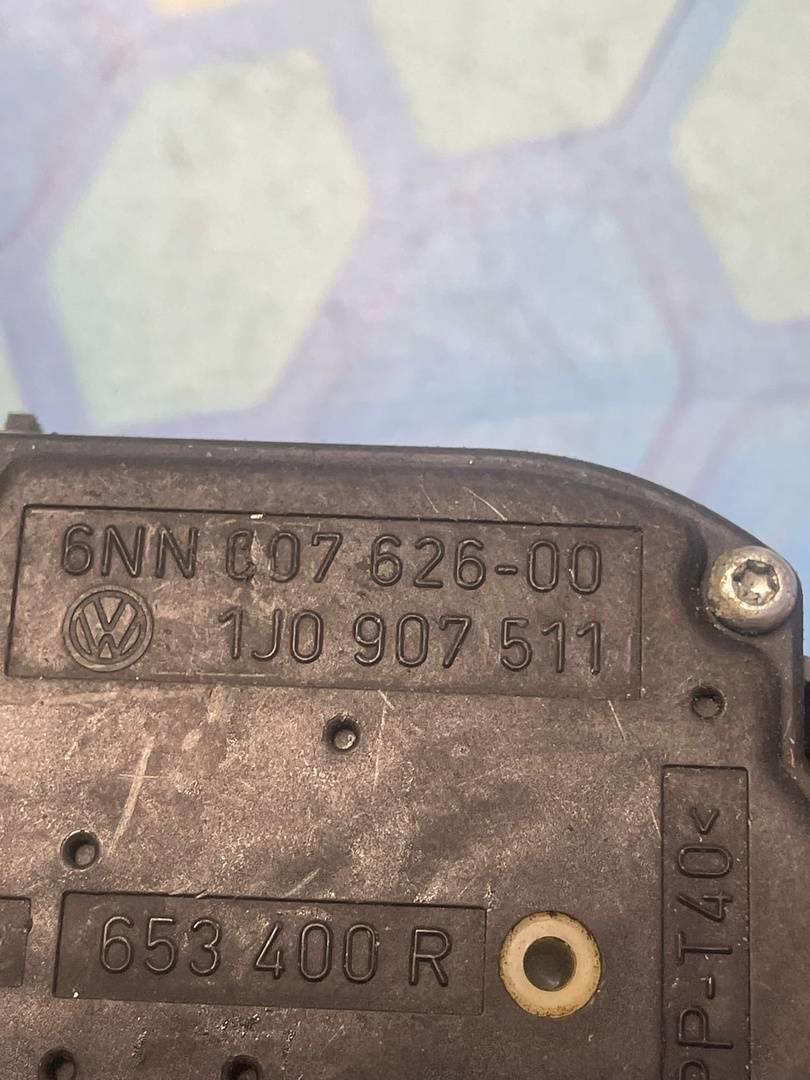 6NN 007 626-00
1J0 907 511
653 400 R
PP-T40<